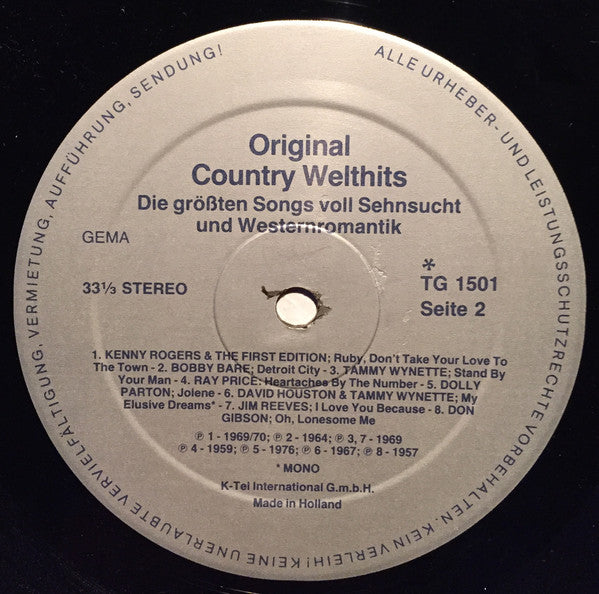 ALLE URHEBER- UND LEISTUNGSSCHUTZRECHTE VORBEHALTEN. KEIN VERLEIH! KEINE UNERLAUBTE VERVIELFÄLTIGUNG, VERMIETUNG, AUFFÜHRUNG, SENDUNG!
Original
Country Welthits
Die größten Songs voll Sehnsucht
und Westernromantik
GEMA
33⅓ STEREO
*
TG 1501
Seite 2
1. KENNY ROGERS & THE FIRST EDITION; Ruby, Don't Take Your Love To
The Town - 2. BOBBY BARE; Detroit City - 3. TAMMY WYNETTE; Stand By
Your Man - 4. RAY PRICE; Heartaches By The Number - 5. DOLLY
PARTON; Jolene - 6. DAVID HOUSTON & TAMMY WYNETTE; My
Elusive Dreams* - 7. JIM REEVES; I Love You Because - 8. DON
GIBSON; Oh, Lonesome Me
℗ 1 - 1969/70; ℗ 2 - 1964; ℗ 3, 7 - 1969
℗ 4 - 1959; ℗ 5 - 1976; ℗ 6 - 1967; ℗ 8 - 1957
* MONO
K-Tel International G.m.b.H.
Made in Holland